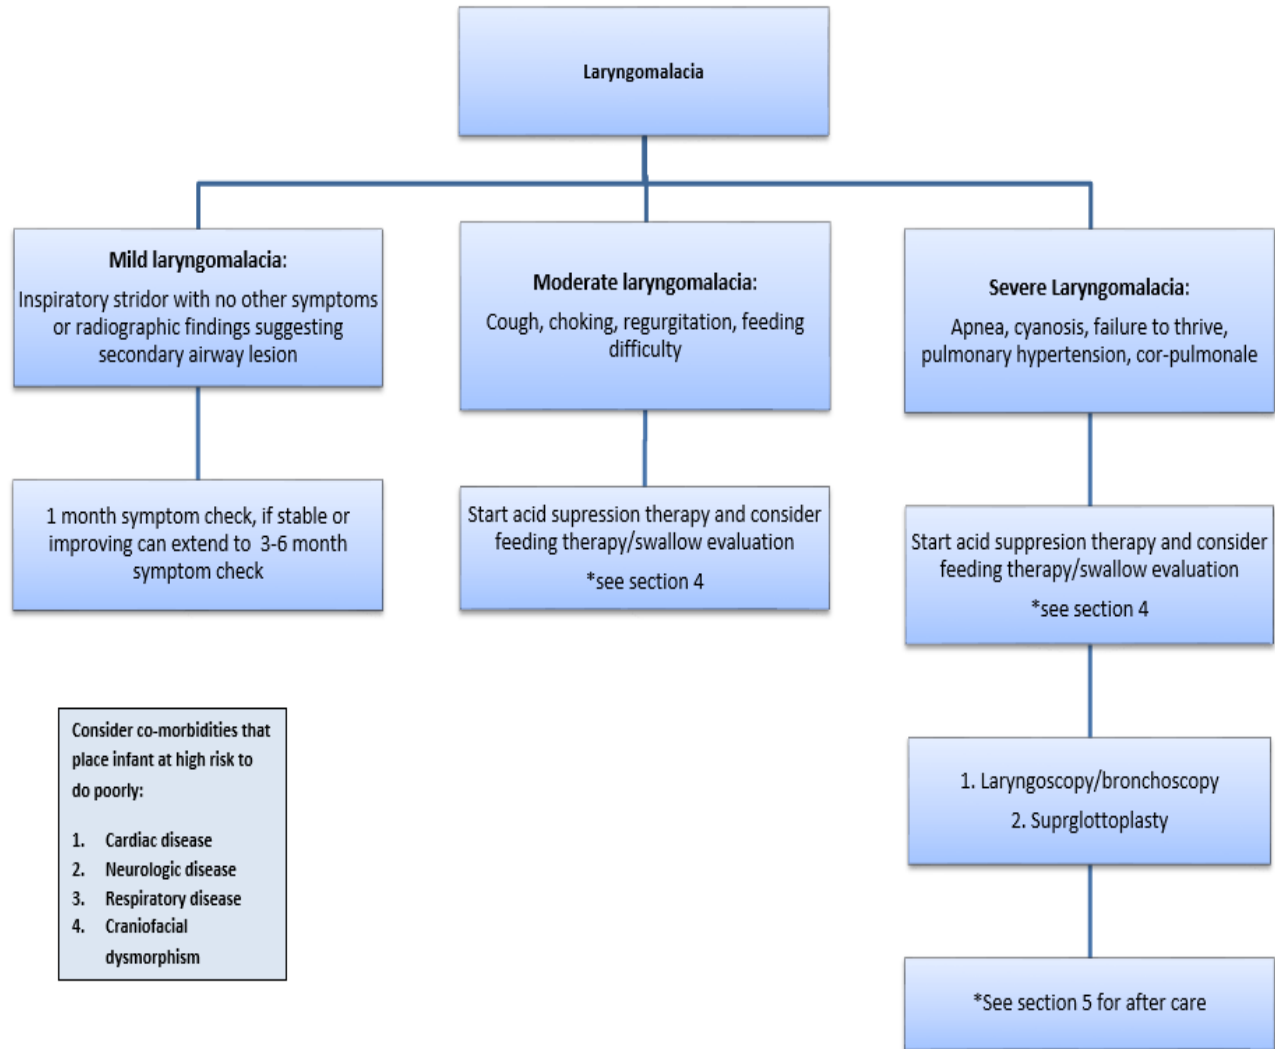 Laryngomalacia
Mild laryngomalacia:
Inspiratory stridor with no other symptoms
or radiographic findings suggesting
secondary airway lesion
Moderate laryngomalacia:
Cough, choking, regurgitation, feeding
difficulty
Severe Laryngomalacia:
Apnea, cyanosis, failure to thrive,
pulmonary hypertension, cor-pulmonale
1 month symptom check, if stable or
improving can extend to 3-6 month
symptom check
Start acid supression therapy and consider
feeding therapy/swallow evaluation
*see section 4
Start acid suppresion therapy and consider
feeding therapy/swallow evaluation
*see section 4
Consider co-morbidities that
place infant at high risk to
do poorly:
1. Cardiac disease
2. Neurologic disease
3. Respiratory disease
4. Craniofacial
dysmorphism
1. Laryngoscopy/bronchoscopy
2. Suprglottoplasty
*See section 5 for after care